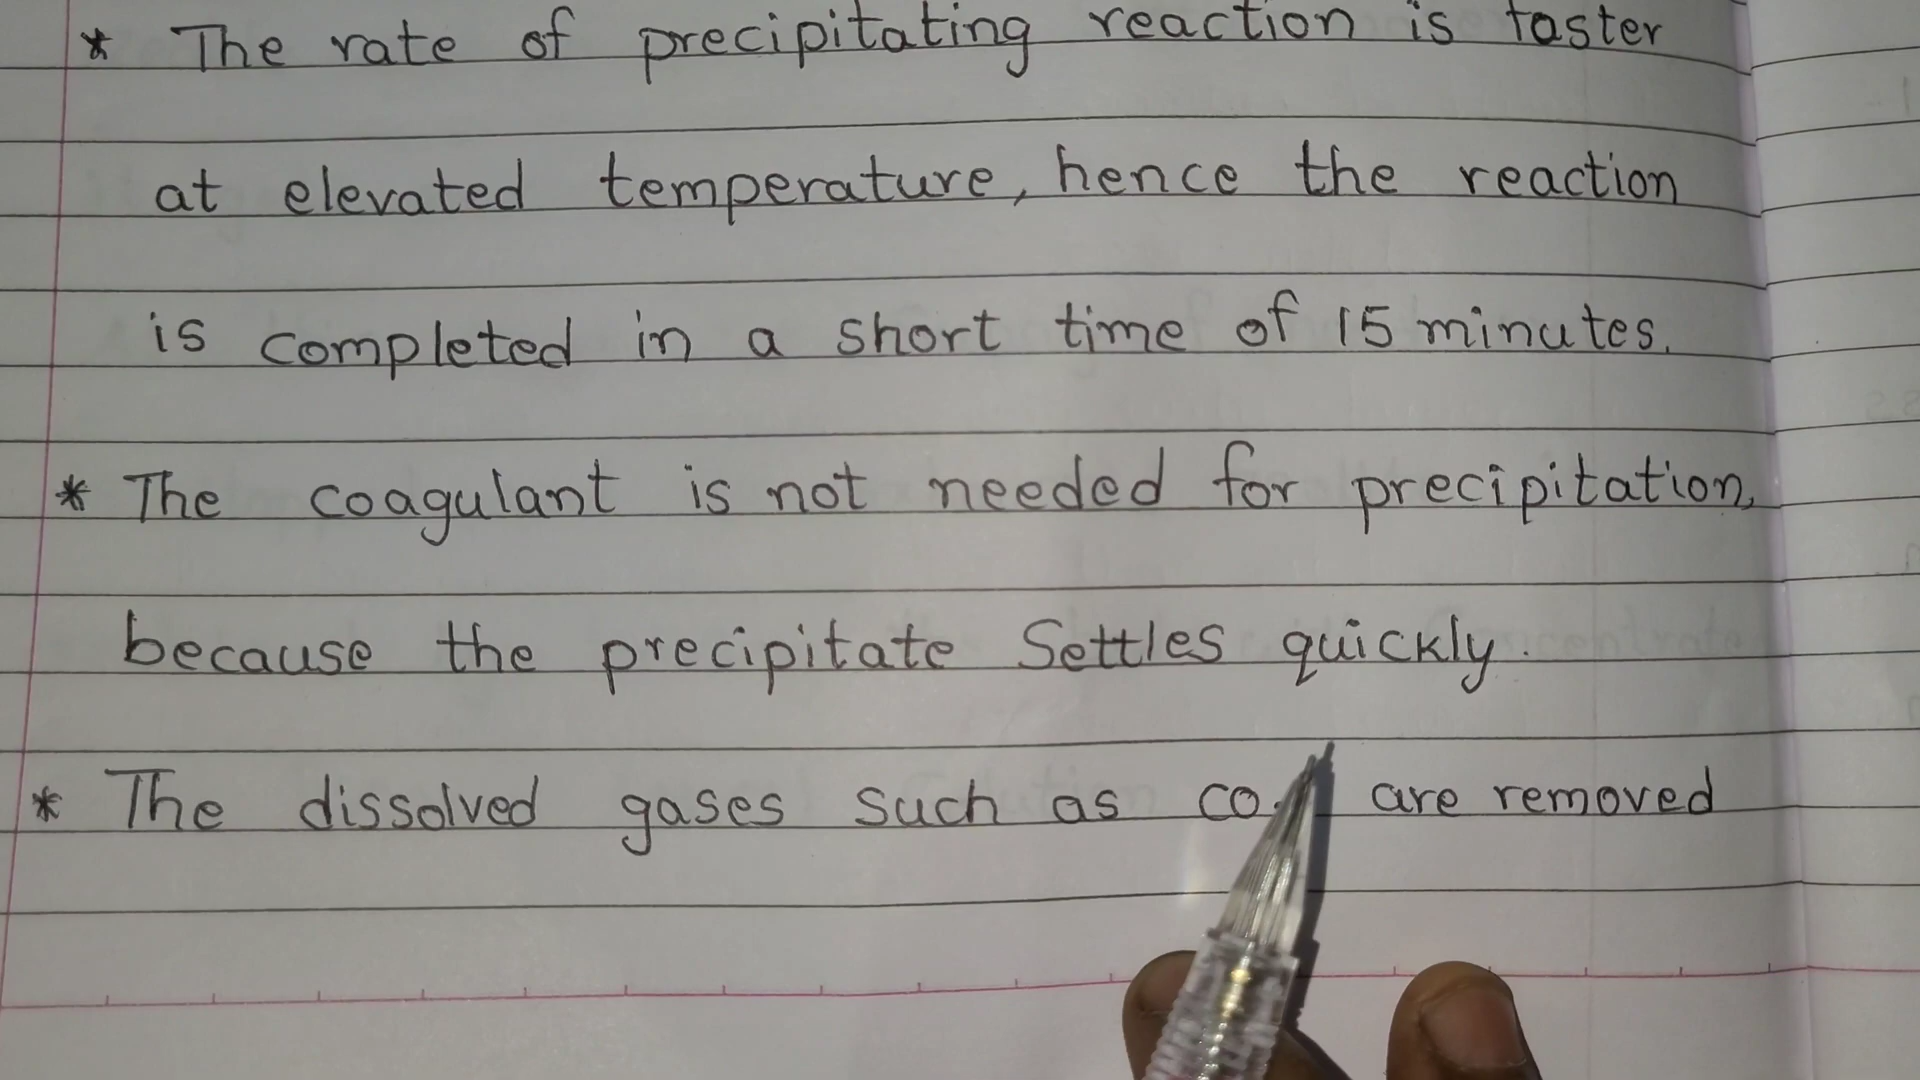 * The rate of precipitating reaction is faster
at elevated temperature, hence the reaction
is completed in a short time of 15 minutes.
* The coagulant is not needed for precipitation,
because the precipitate Settles quickly.
* The dissolved gases such as are removed